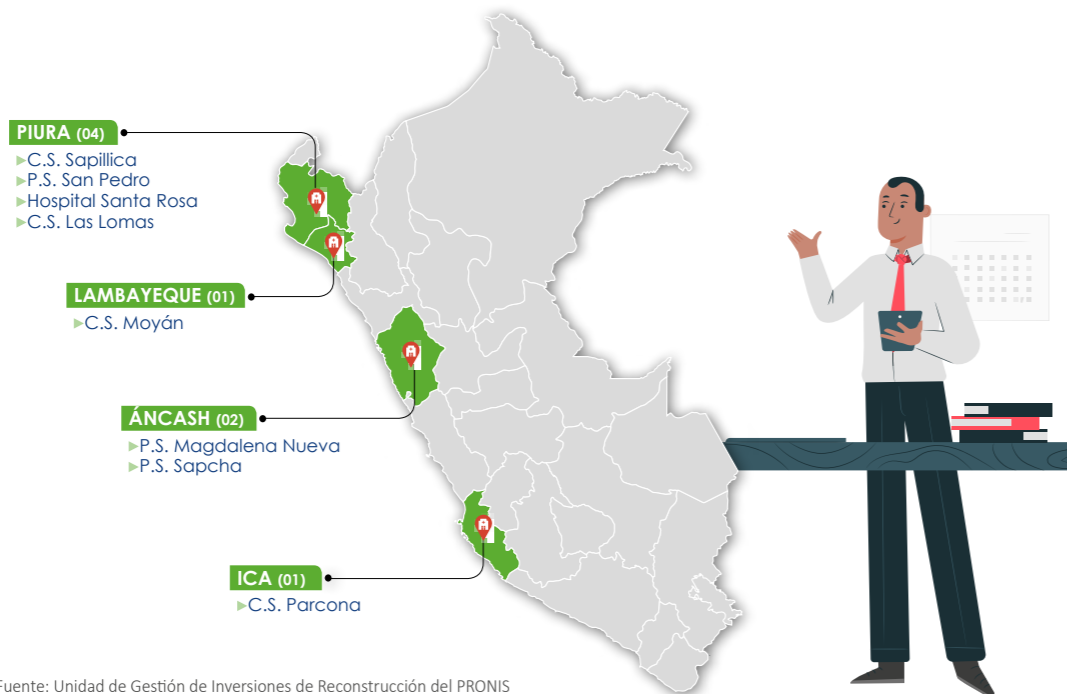 PIURA (04)
▶C.S. Sapillica
▶P.S. San Pedro
▶Hospital Santa Rosa
▶C.S. Las Lomas
LAMBAYEQUE (01)
▶C.S. Moyán
ÁNCASH (02)
▶P.S. Magdalena Nueva
▶P.S. Sapcha
ICA (01)
▶C.S. Parcona
Fuente: Unidad de Gestión de Inversiones de Reconstrucción del PRONIS